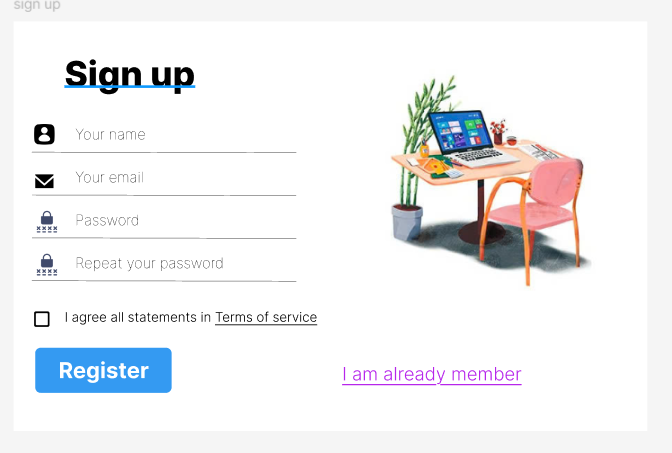 sign up
Sign up
Your name
Your email
Password
Repeat your password
I agree all statements in Terms of service
Register
I am already member